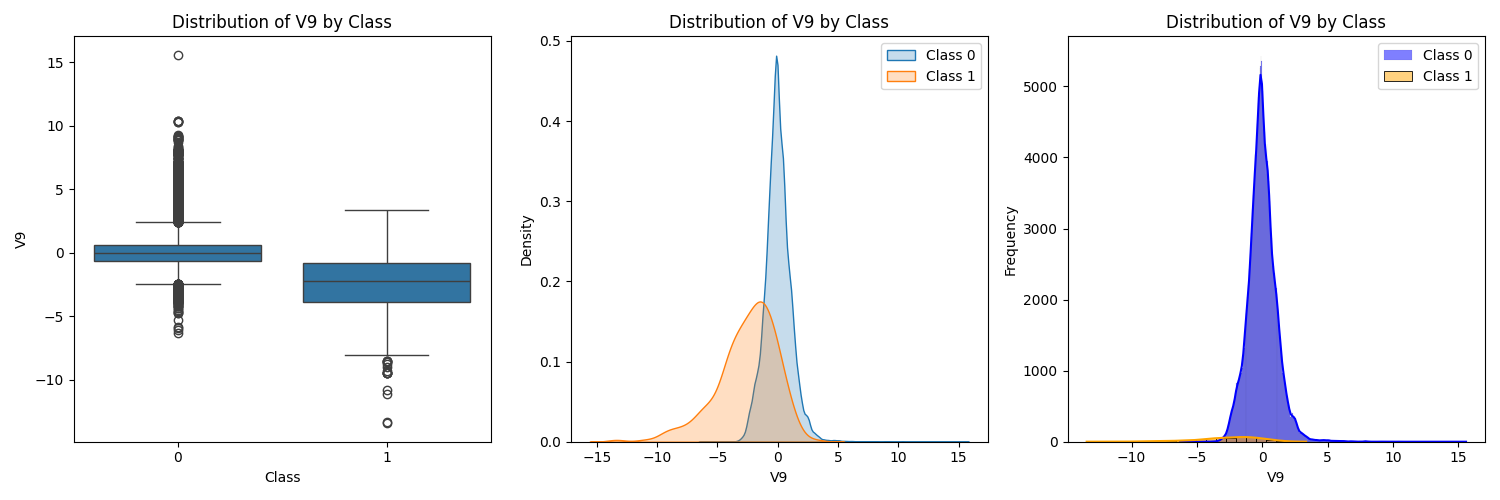 Distribution of V9 by Class
15
10
5
0
−5
−10
V9
0
1
Class
Distribution of V9 by Class
Class 0
Class 1
0.5
0.4
0.3
0.2
0.1
0.0
Density
−15
−10
−5
0
5
10
15
V9
Distribution of V9 by Class
Class 0
Class 1
5000
4000
3000
2000
1000
0
Frequency
−10
−5
0
5
10
15
V9